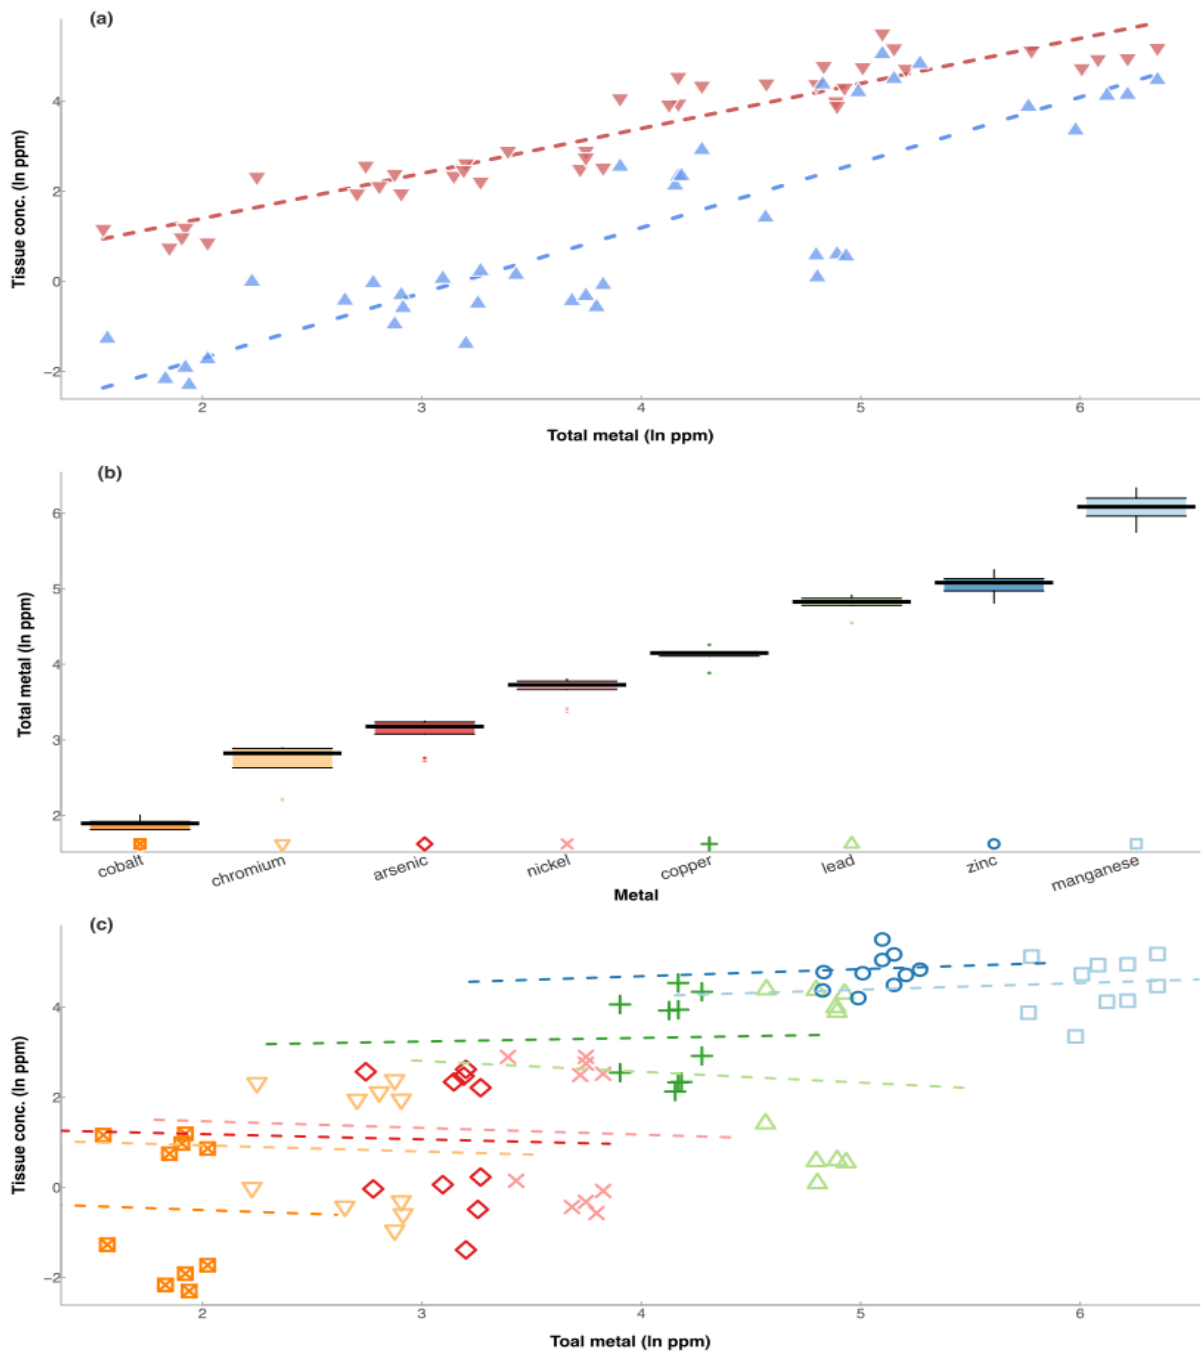 (a)
Tissue conc. (ln ppm)
4
2
0
−2
2 3 4 5 6
Total metal (ln ppm)
(b)
Total metal (ln ppm)
6
5
4
3
2
cobalt chromium arsenic nickel copper lead zinc manganese
Metal
(c)
Tissue conc. (ln ppm)
4
2
0
−2
2 3 4 5 6
Toal metal (ln ppm)